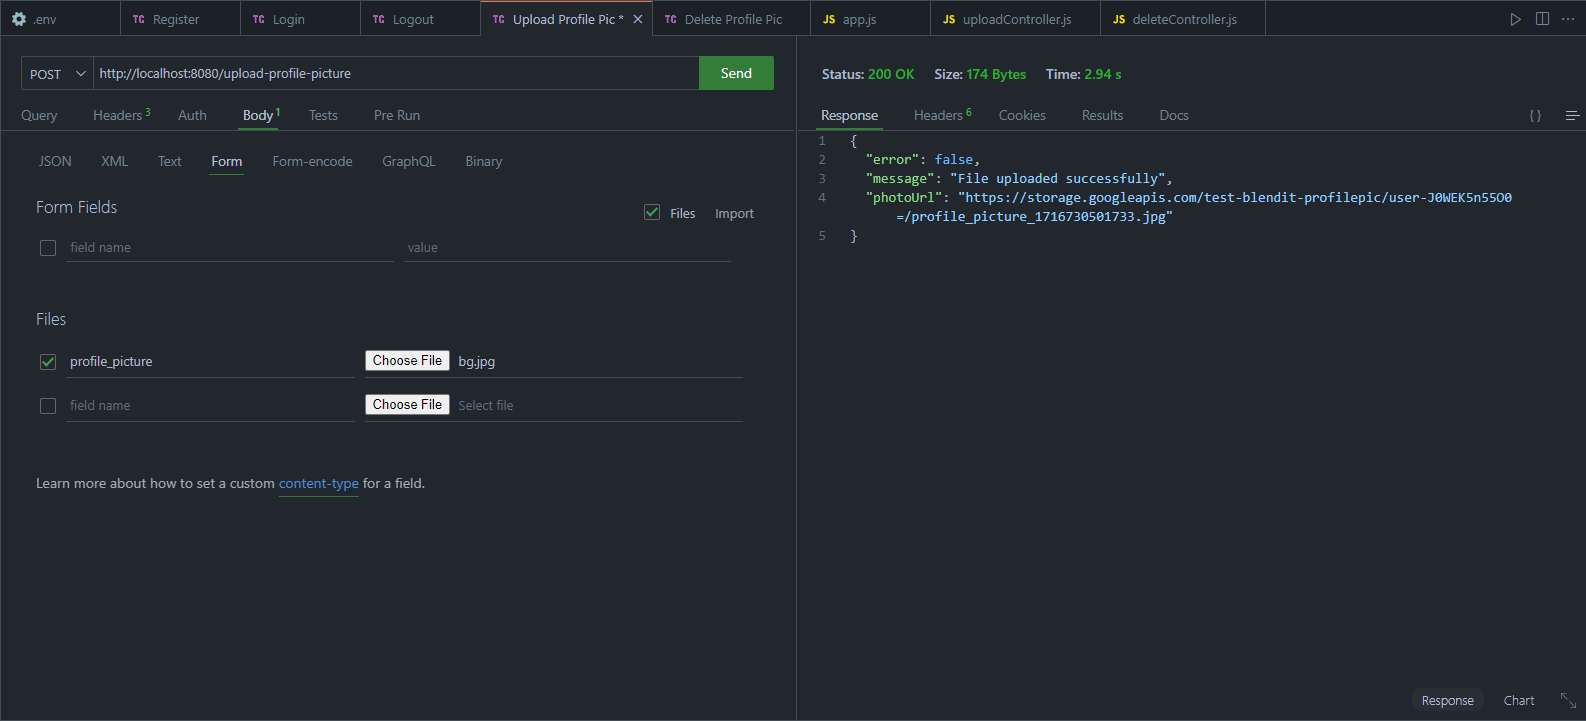 .env
TC Register
TC Login
TC Logout
TC Upload Profile Pic *
TC Delete Profile Pic
JS app.js
JS uploadController.js
JS deleteController.js
POST http://localhost:8080/upload-profile-picture Send
Query Headers 3 Auth Body 1 Tests Pre Run
JSON XML Text Form Form-encode GraphQL Binary
Form Fields
Files Import
field name value
Files
profile_picture Choose File bg.jpg
field name Choose File Select file
Learn more about how to set a custom content-type for a field.
Status: 200 OK Size: 174 Bytes Time: 2.94 s
Response Headers 6 Cookies Results Docs { }
1 {
2 "error": false,
3 "message": "File uploaded successfully",
4 "photoUrl": "https://storage.googleapis.com/test-blendit-profilepic/user-J0WEK5n55O0
=/profile_picture_1716730501733.jpg"
5 }
Response Chart